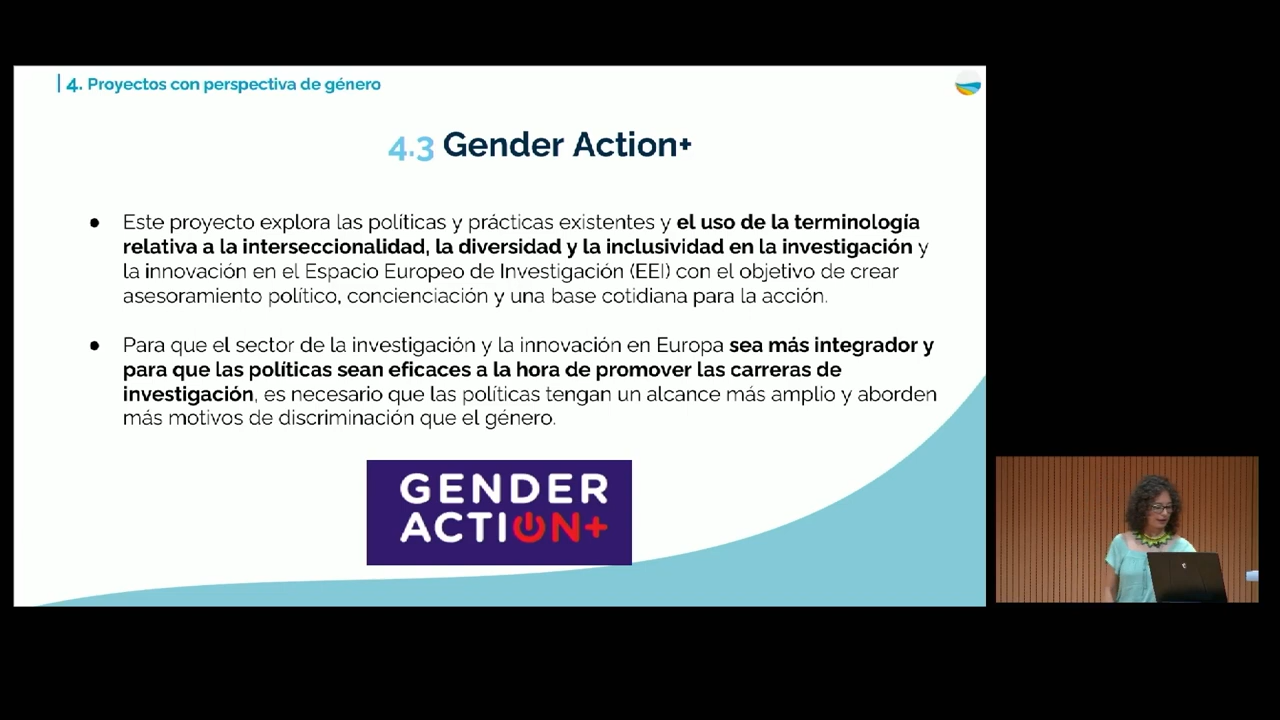 | 4. Proyectos con perspectiva de género
4.3 Gender Action+
● Este proyecto explora las políticas y prácticas existentes y el uso de la terminología
relativa a la interseccionalidad, la diversidad y la inclusividad en la investigación y
la innovación en el Espacio Europeo de Investigación (EEI) con el objetivo de crear
asesoramiento político, concienciación y una base cotidiana para la acción.
● Para que el sector de la investigación y la innovación en Europa sea más integrador y
para que las políticas sean eficaces a la hora de promover las carreras de
investigación, es necesario que las políticas tengan un alcance más amplio y aborden
más motivos de discriminación que el género.
GENDER
ACTION+